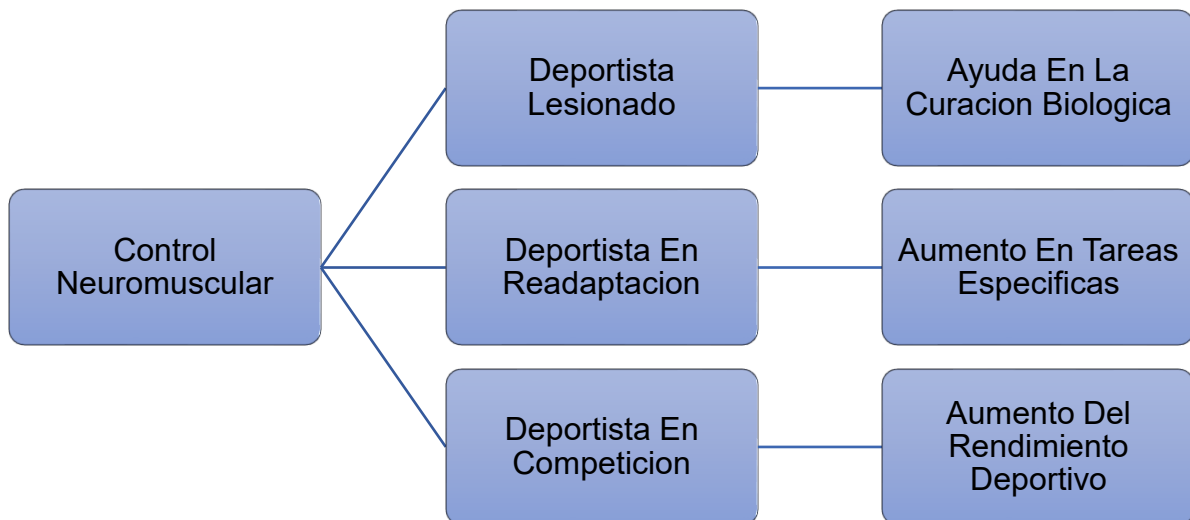 Control
Neuromuscular
Deportista
Lesionado
Ayuda En La
Curacion Biologica
Deportista En
Readaptacion
Aumento En Tareas
Especificas
Deportista En
Competicion
Aumento Del
Rendimiento
Deportivo